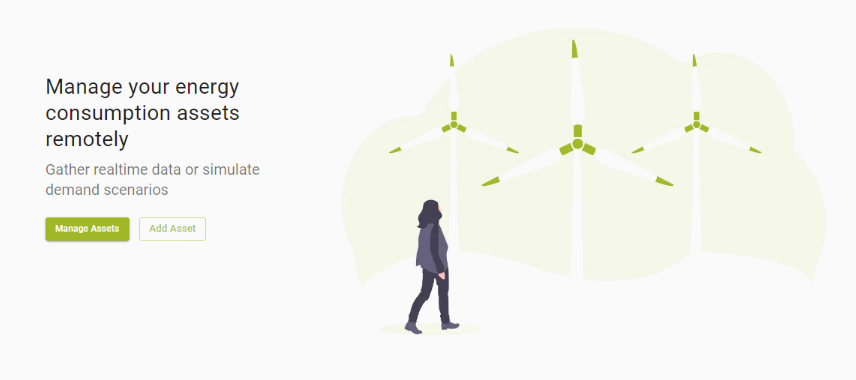 Manage your energy
consumption assets
remotely
Gather realtime data or simulate
demand scenarios
Manage Assets
Add Asset